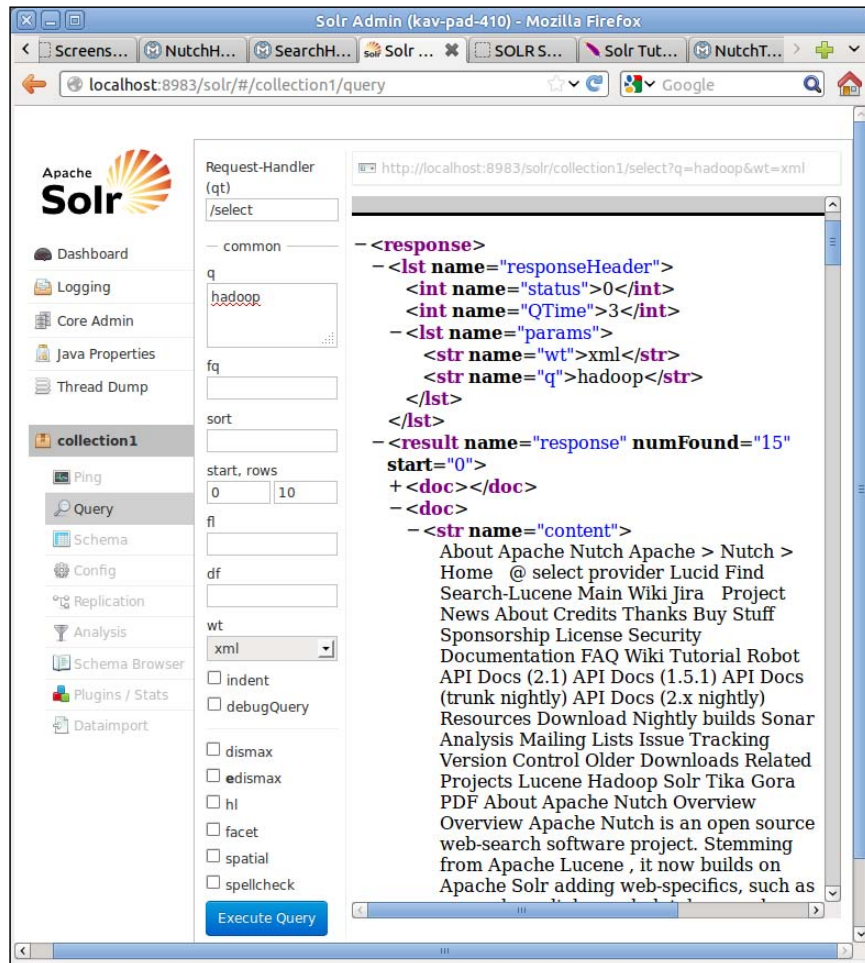 Solr Admin (kav-pad-410) - Mozilla Firefox
Screens... NutchH... SearchH... Solr ... SOLR S... Solr Tut... NutchT...
localhost:8983/solr/#/collection1/query
Google
Apache
Solr
Dashboard
Logging
Core Admin
Java Properties
Thread Dump
collection1
Ping
Query
Schema
Config
Replication
Analysis
Schema Browser
Plugins / Stats
Dataimport
Request-Handler
(qt)
/select
common
q
hadoop
fq
sort
start, rows
0 10
fl
df
wt
xml
indent
debugQuery
dismax
edismax
hl
facet
spatial
spellcheck
Execute Query
http://localhost:8983/solr/collection1/select?q=hadoop&wt=xml
−<response>
−<lst name="responseHeader">
<int name="status">0</int>
<int name="QTime">3</int>
−<lst name="params">
<str name="wt">xml</str>
<str name="q">hadoop</str>
</lst>
</lst>
−<result name="response" numFound="15"
start="0">
+<doc></doc>
−<doc>
−<str name="content">
About Apache Nutch Apache > Nutch >
Home @ select provider Lucid Find
Search-Lucene Main Wiki Jira Project
News About Credits Thanks Buy Stuff
Sponsorship License Security
Documentation FAQ Wiki Tutorial Robot
API Docs (2.1) API Docs (1.5.1) API Docs
(trunk nightly) API Docs (2.x nightly)
Resources Download Nightly builds Sonar
Analysis Mailing Lists Issue Tracking
Version Control Older Downloads Related
Projects Lucene Hadoop Solr Tika Gora
PDF About Apache Nutch Overview
Overview Apache Nutch is an open source
web-search software project. Stemming
from Apache Lucene , it now builds on
Apache Solr adding web-specifics, such as